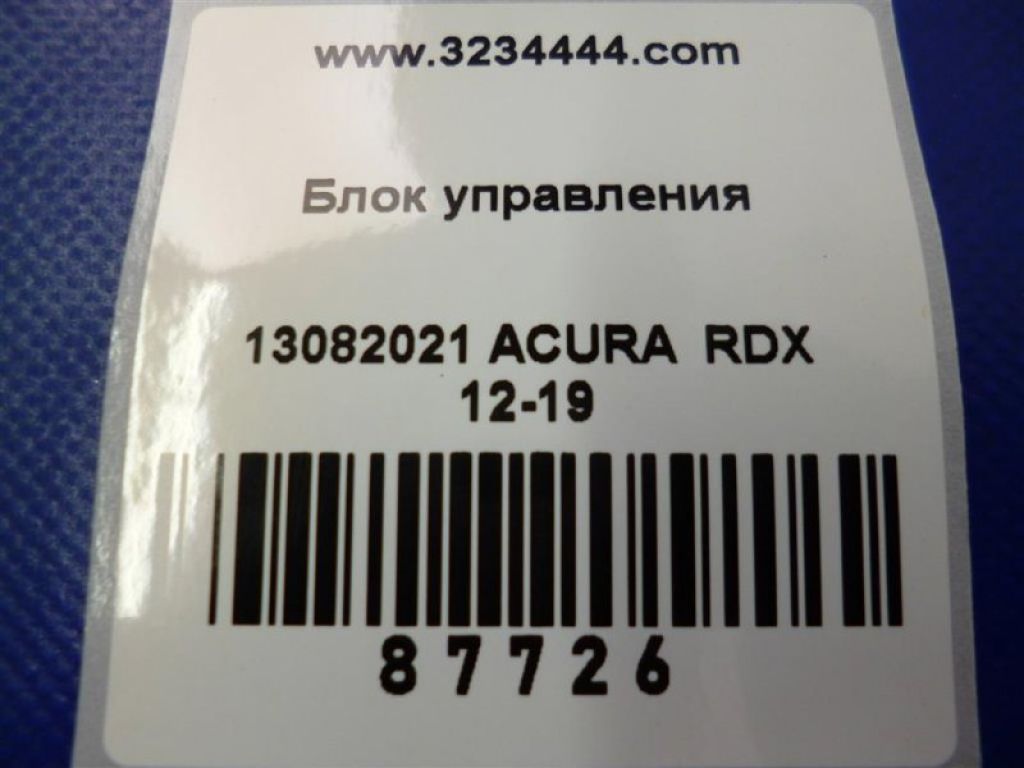 www.3234444.com
Блок управления
13082021 ACURA RDX
12-19
87726